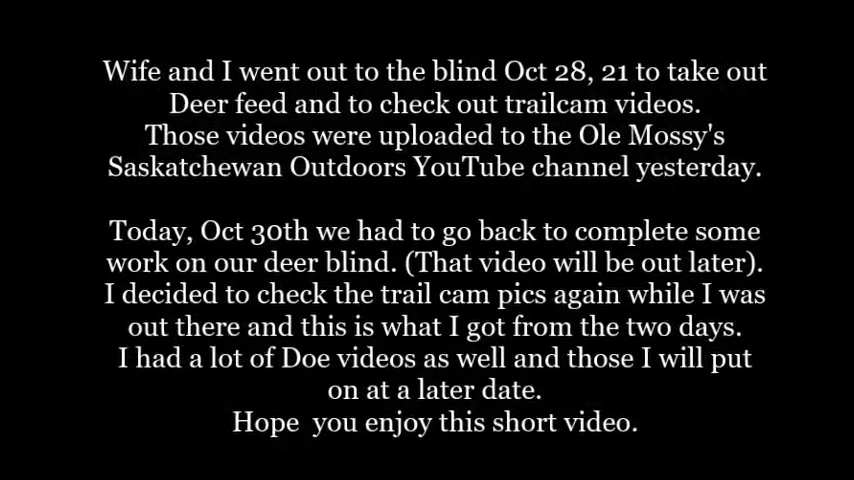 Wife and I went out to the blind Oct 28, 21 to take out
Deer feed and to check out trailcam videos.
Those videos were uploaded to the Ole Mossy's
Saskatchewan Outdoors YouTube channel yesterday.
Today, Oct 30th we had to go back to complete some
work on our deer blind. (That video will be out later).
I decided to check the trail cam pics again while I was
out there and this is what I got from the two days.
I had a lot of Doe videos as well and those I will put
on at a later date.
Hope  you enjoy this short video.